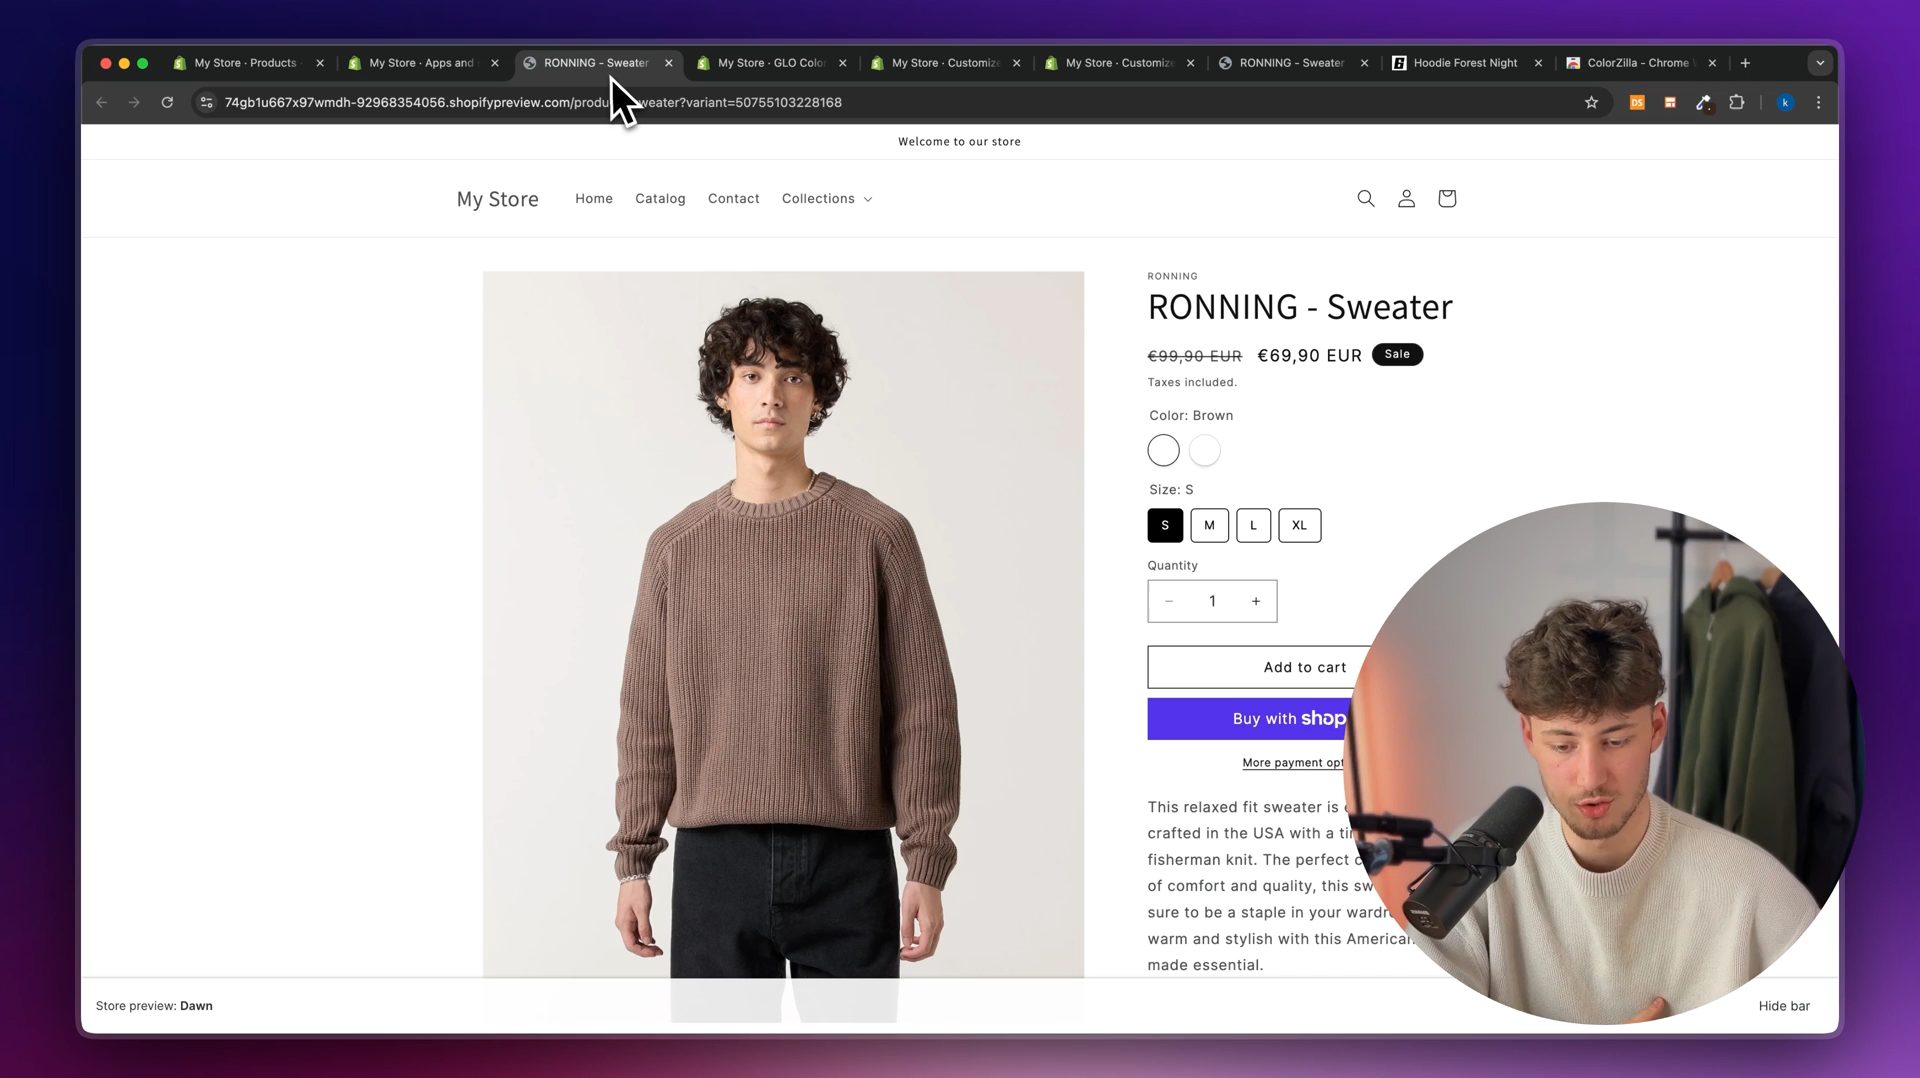 My Store · Products
My Store · Apps and
RONNING - Sweater
My Store · GLO Color
My Store · Customize
My Store · Customize
RONNING - Sweater
Hoodie Forest Night
ColorZilla - Chrome
74gb1u667x97wmdh-92968354056.shopifypreview.com/produ weater?variant=50755103228168
DS
k
Welcome to our store
My Store
Home
Catalog
Contact
Collections
RONNING
RONNING - Sweater
€99,90 EUR €69,90 EUR Sale
Taxes included.
Color: Brown
Size: S
S M L XL
Quantity
− 1 +
Add to cart
Buy with shop
More payment opt
This relaxed fit sweater is
crafted in the USA with a
fisherman knit. The perfect
of comfort and quality, this sw
sure to be a staple in your wardr
warm and stylish with this American
made essential.
Store preview: Dawn
Hide bar